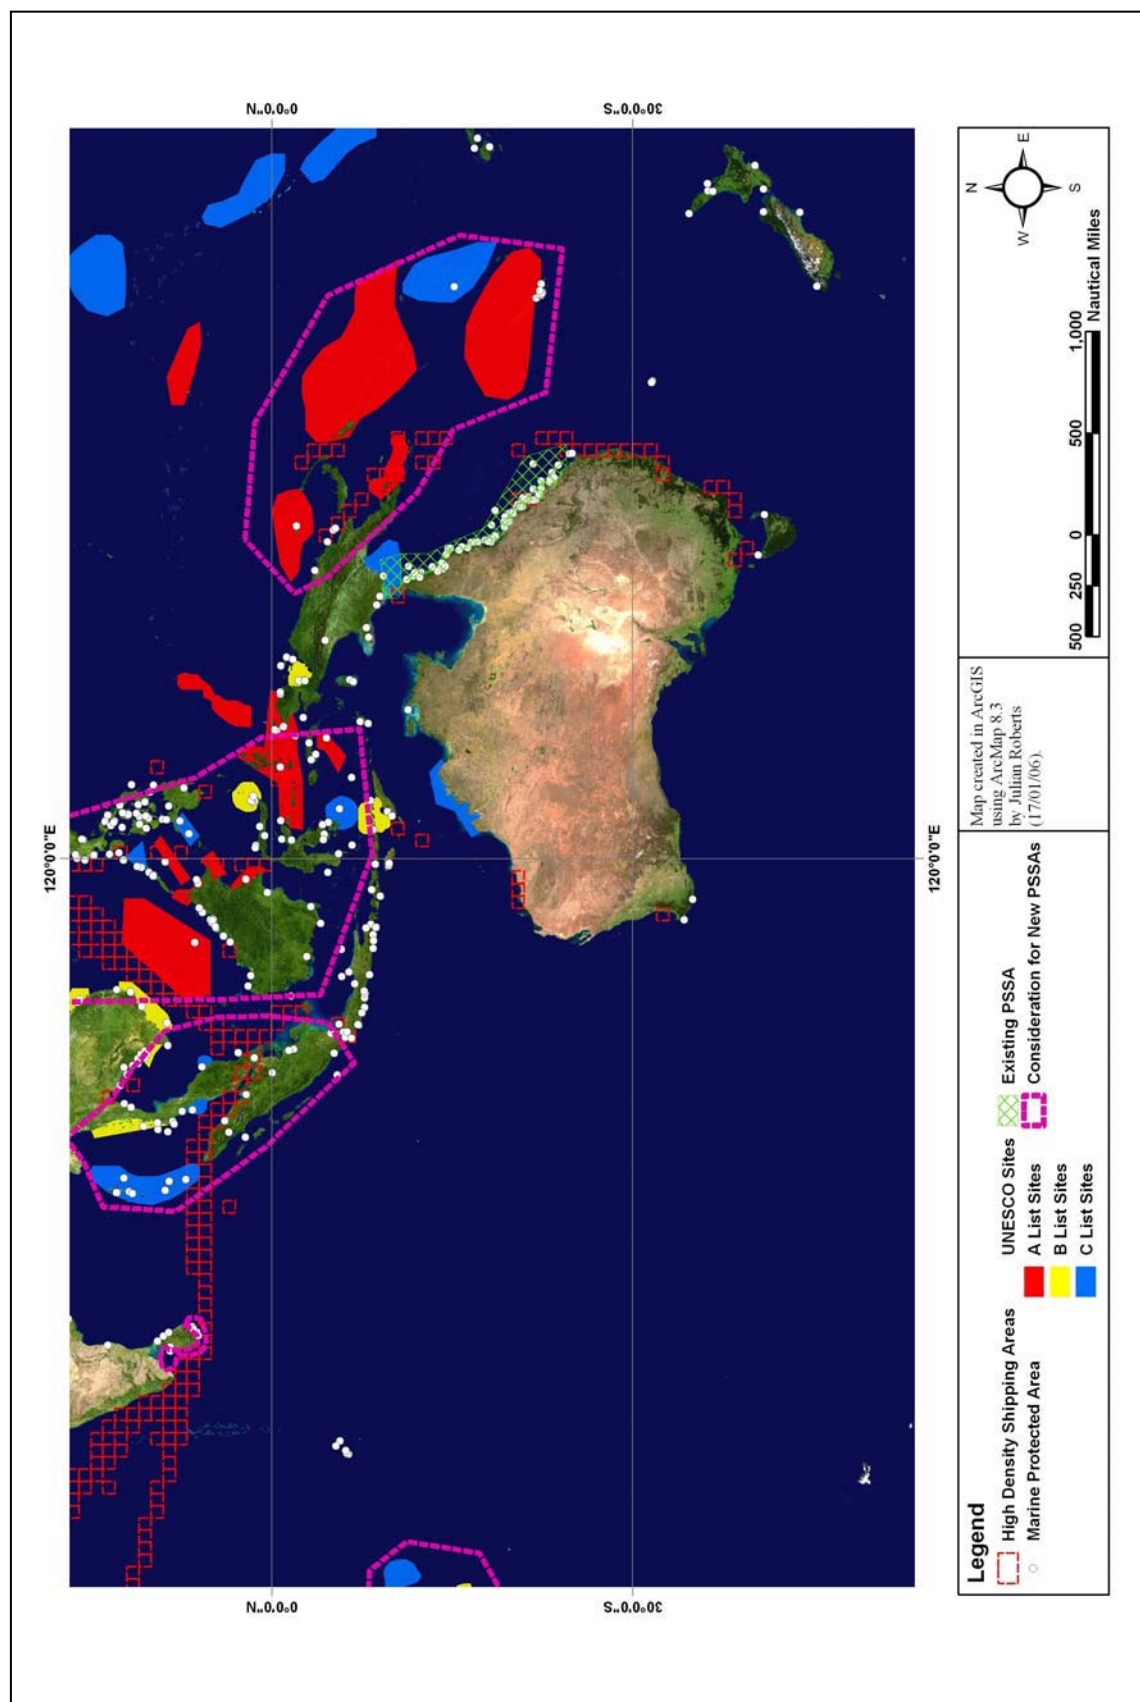 120°0'0"E
0°0'0"N
0°0'0"N
30°0'0"S
30°0'0"S
120°0'0"E
Legend
High Density Shipping Areas
Marine Protected Area
UNESCO Sites
A List Sites
B List Sites
C List Sites
Existing PSSA
Consideration for New PSSAs
Map created in ArcGIS
using ArcMap 8.3
by Julian Roberts
(17/01/06).
N
W
E
S
500
250
0
500
1,000
Nautical Miles